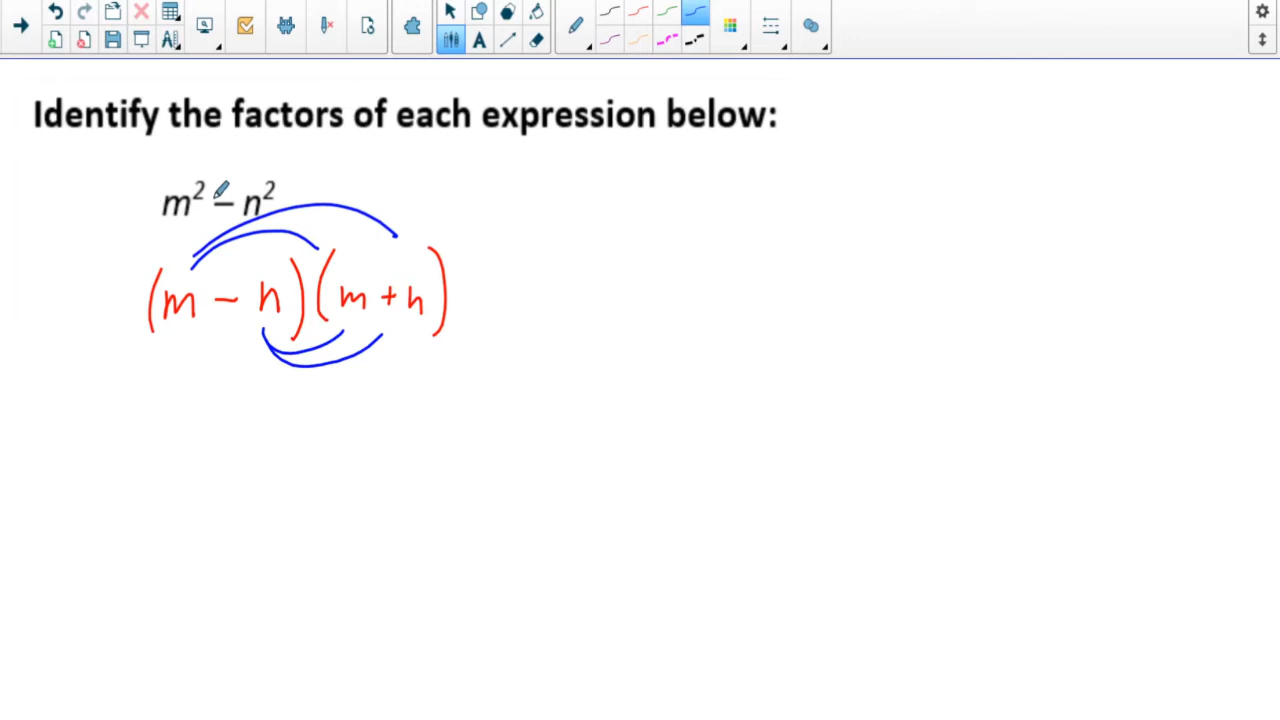 Identify the factors of each expression below:
m² – n²
(m – n)(m + n)